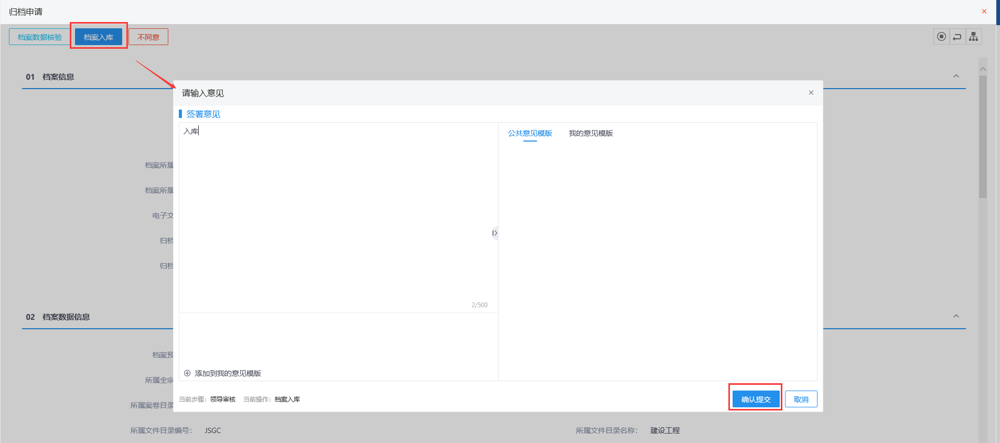 归档申请
档案数据核验 档案入库 不同意
01 档案信息
请输入意见
签署意见
入库
公共意见模版 我的意见模版
档案所属
档案所属
电子文
归档
归档
2/500
02 档案数据信息
档案预
添加到我的意见模版
所属全宗
当前步骤: 领导审核 当前操作: 档案入库
确认提交 取消
所属案卷目录
所属文件目录编号: JSGC
所属文件目录名称: 建设工程